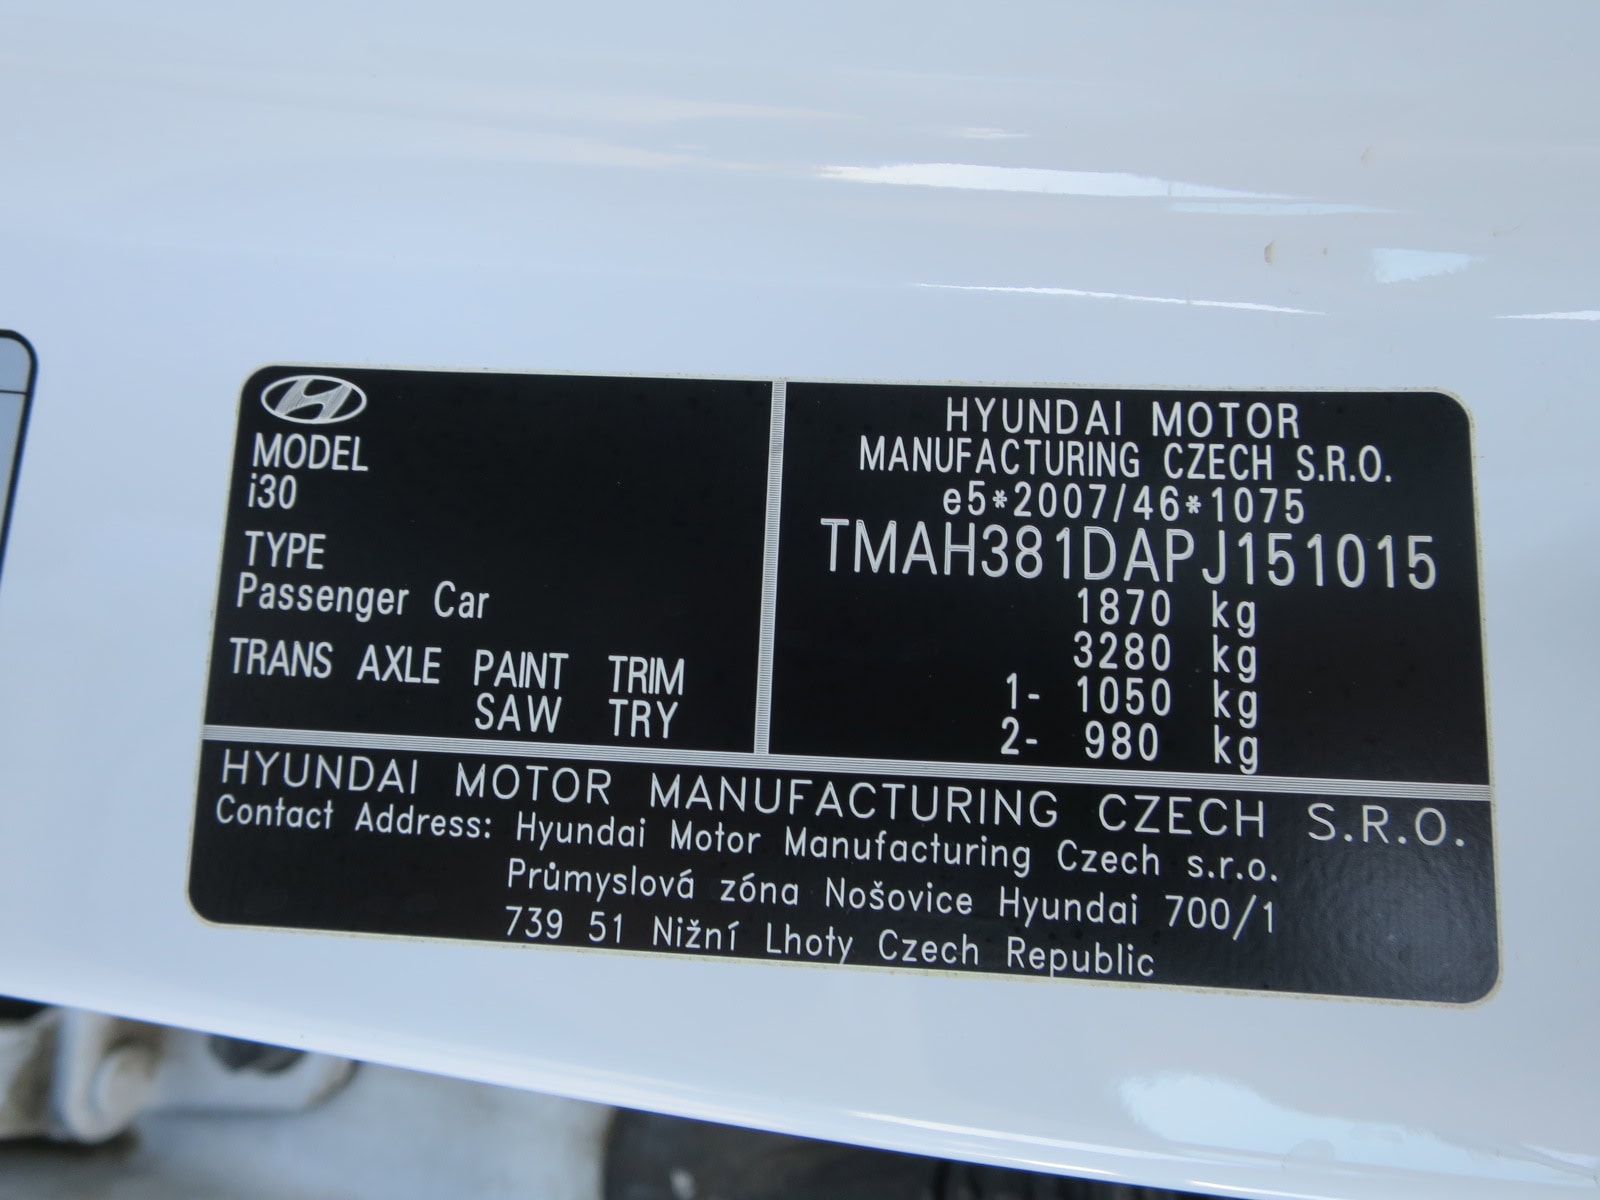 MODEL
i30
TYPE
Passenger Car
TRANS AXLE PAINT TRIM
SAW TRY
HYUNDAI MOTOR
MANUFACTURING CZECH S.R.O.
e5*2007/46*1075
TMAH381DAPJ151015
1870 kg
3280 kg
1- 1050 kg
2- 980 kg
HYUNDAI MOTOR MANUFACTURING CZECH S.R.O.
Contact Address: Hyundai Motor Manufacturing Czech s.r.o.
Průmyslová zóna Nošovice Hyundai 700/1
739 51 Nižní Lhoty Czech Republic